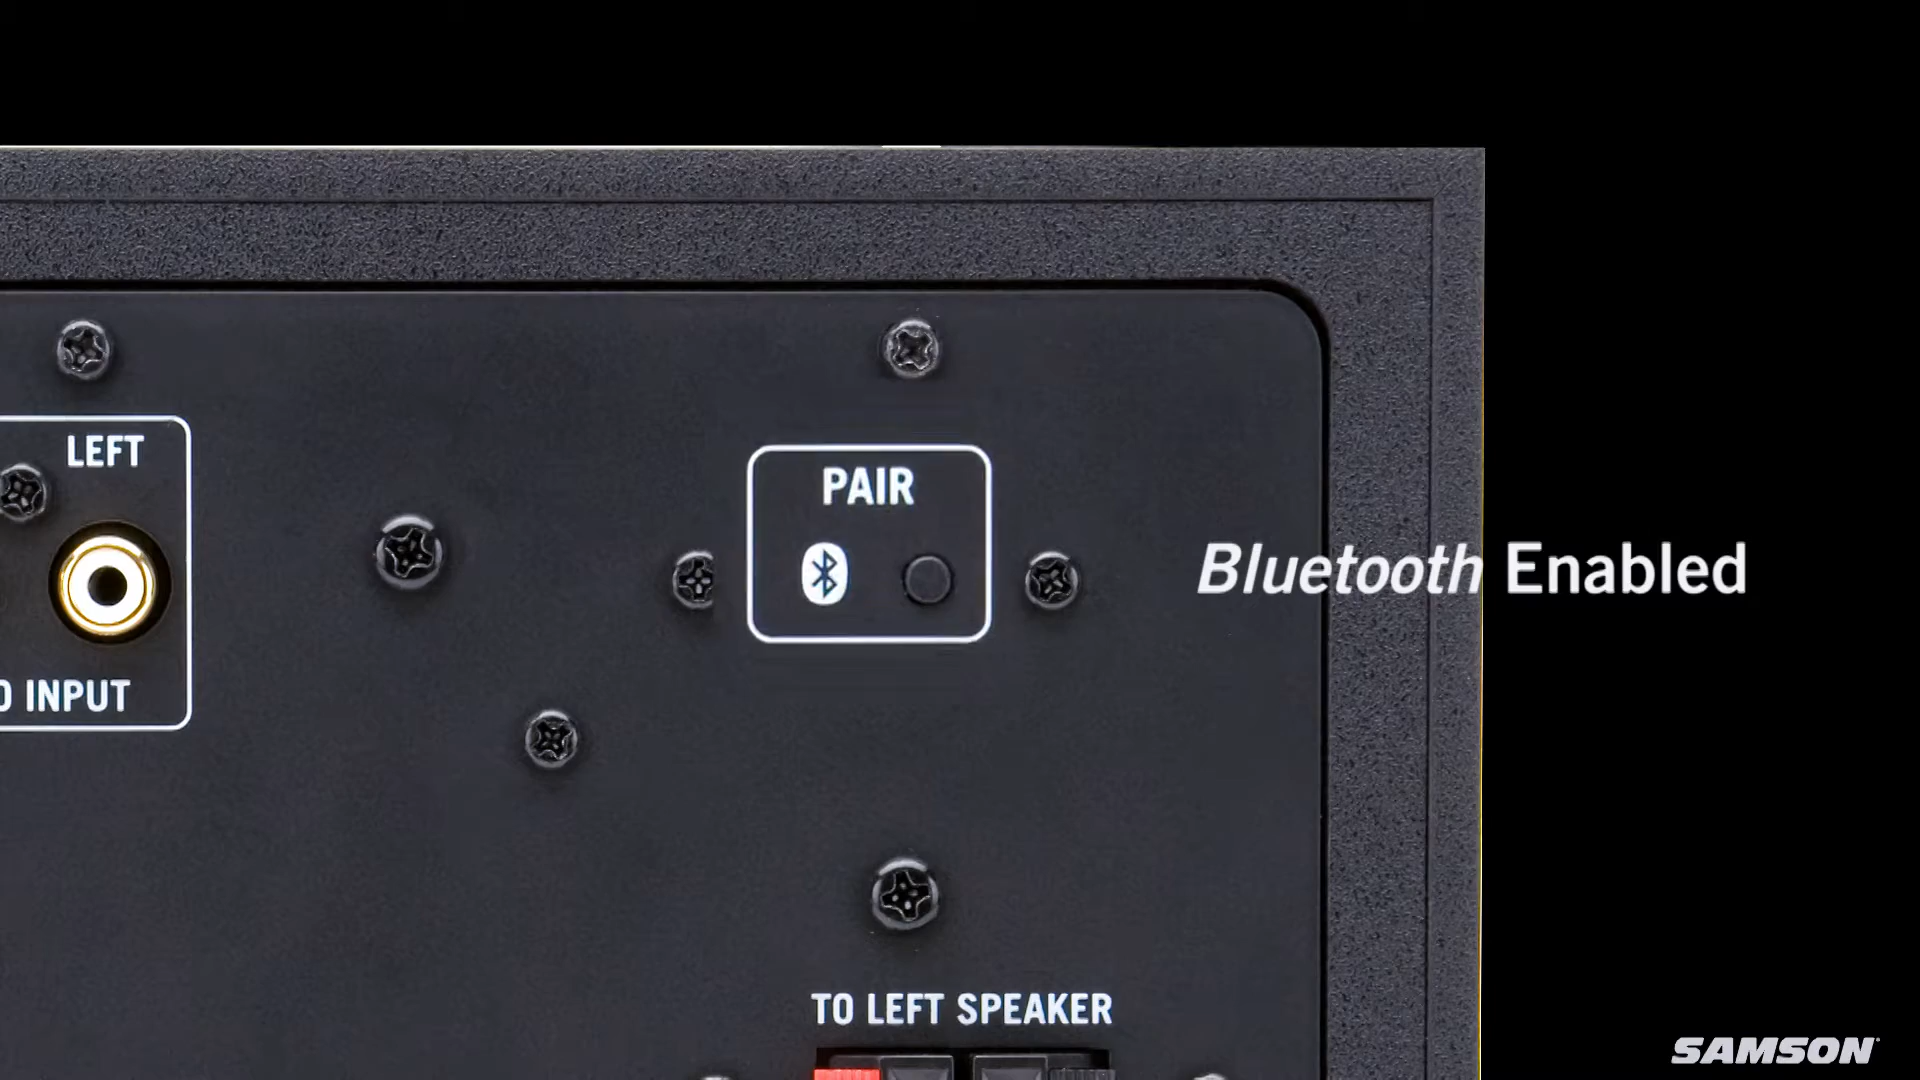 LEFT
INPUT
PAIR
Bluetooth Enabled
TO LEFT SPEAKER
SAMSON